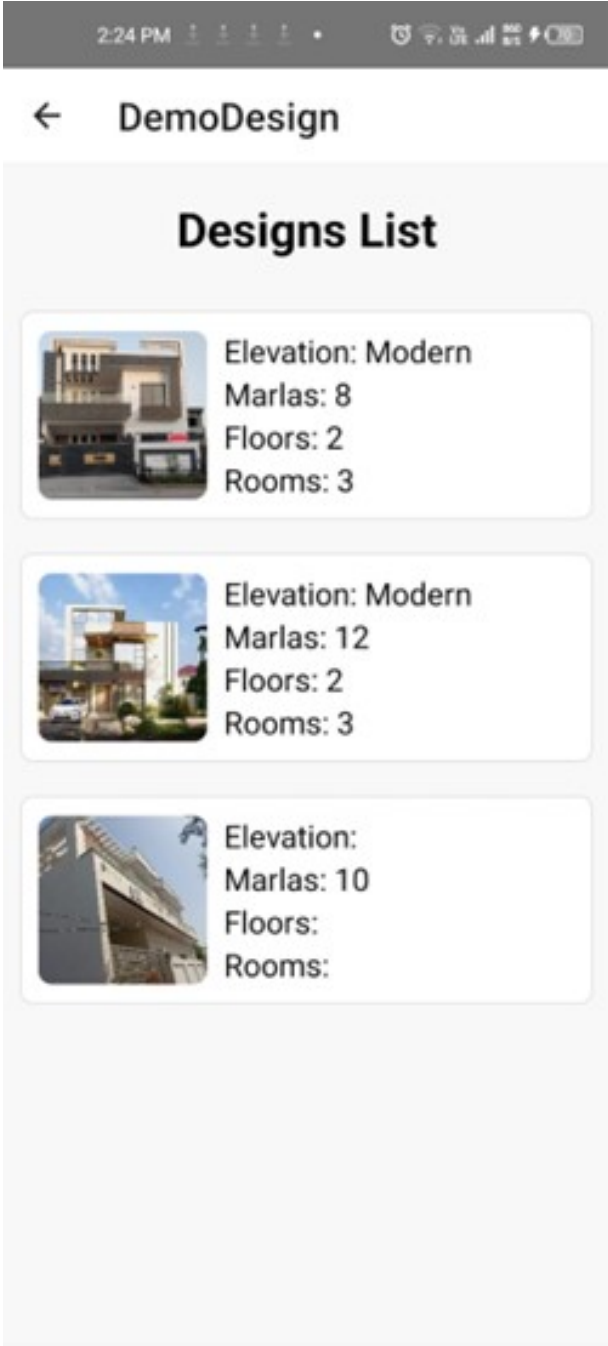 2:24 PM
DemoDesign
Designs List
Elevation: Modern
Marlas: 8
Floors: 2
Rooms: 3
Elevation: Modern
Marlas: 12
Floors: 2
Rooms: 3
Elevation:
Marlas: 10
Floors:
Rooms: